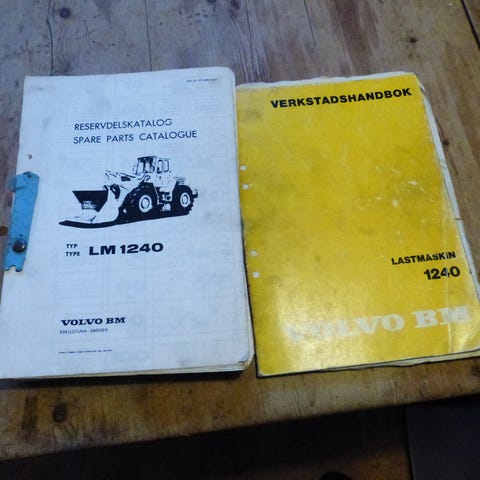 RESERVDELSKATALOG
SPARE PARTS CATALOGUE
TYP
TYPE
LM 1240
VOLVO BM
ESKILSTUNA SWEDEN
VERKSTADSHANDBOK
LASTMASKIN
1240
VOLVO BM